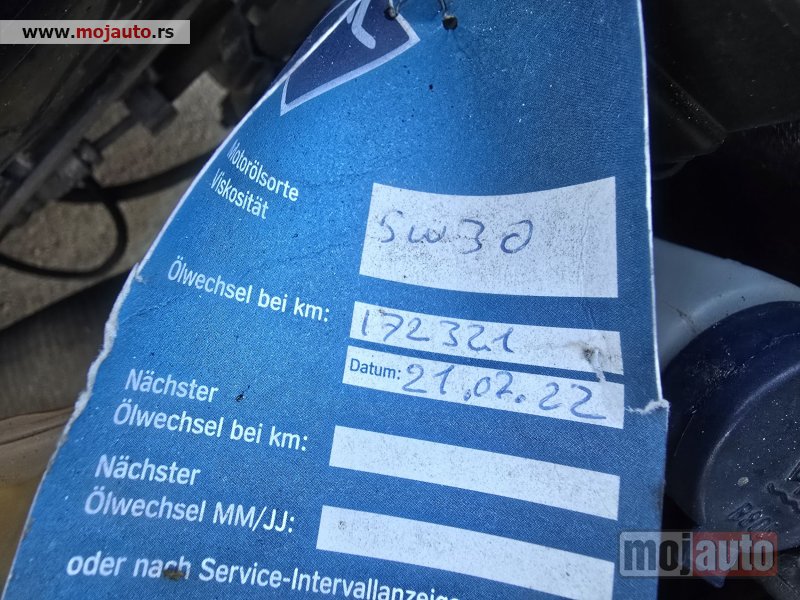 www.mojauto.rs
Motorölsorte
Viskosität
5w30
Ölwechsel bei km:
172321
Datum: 21.07.22
Nächster
Ölwechsel bei km:
Nächster
Ölwechsel MM/JJ:
oder nach Service-Intervallanzeige
mojauto